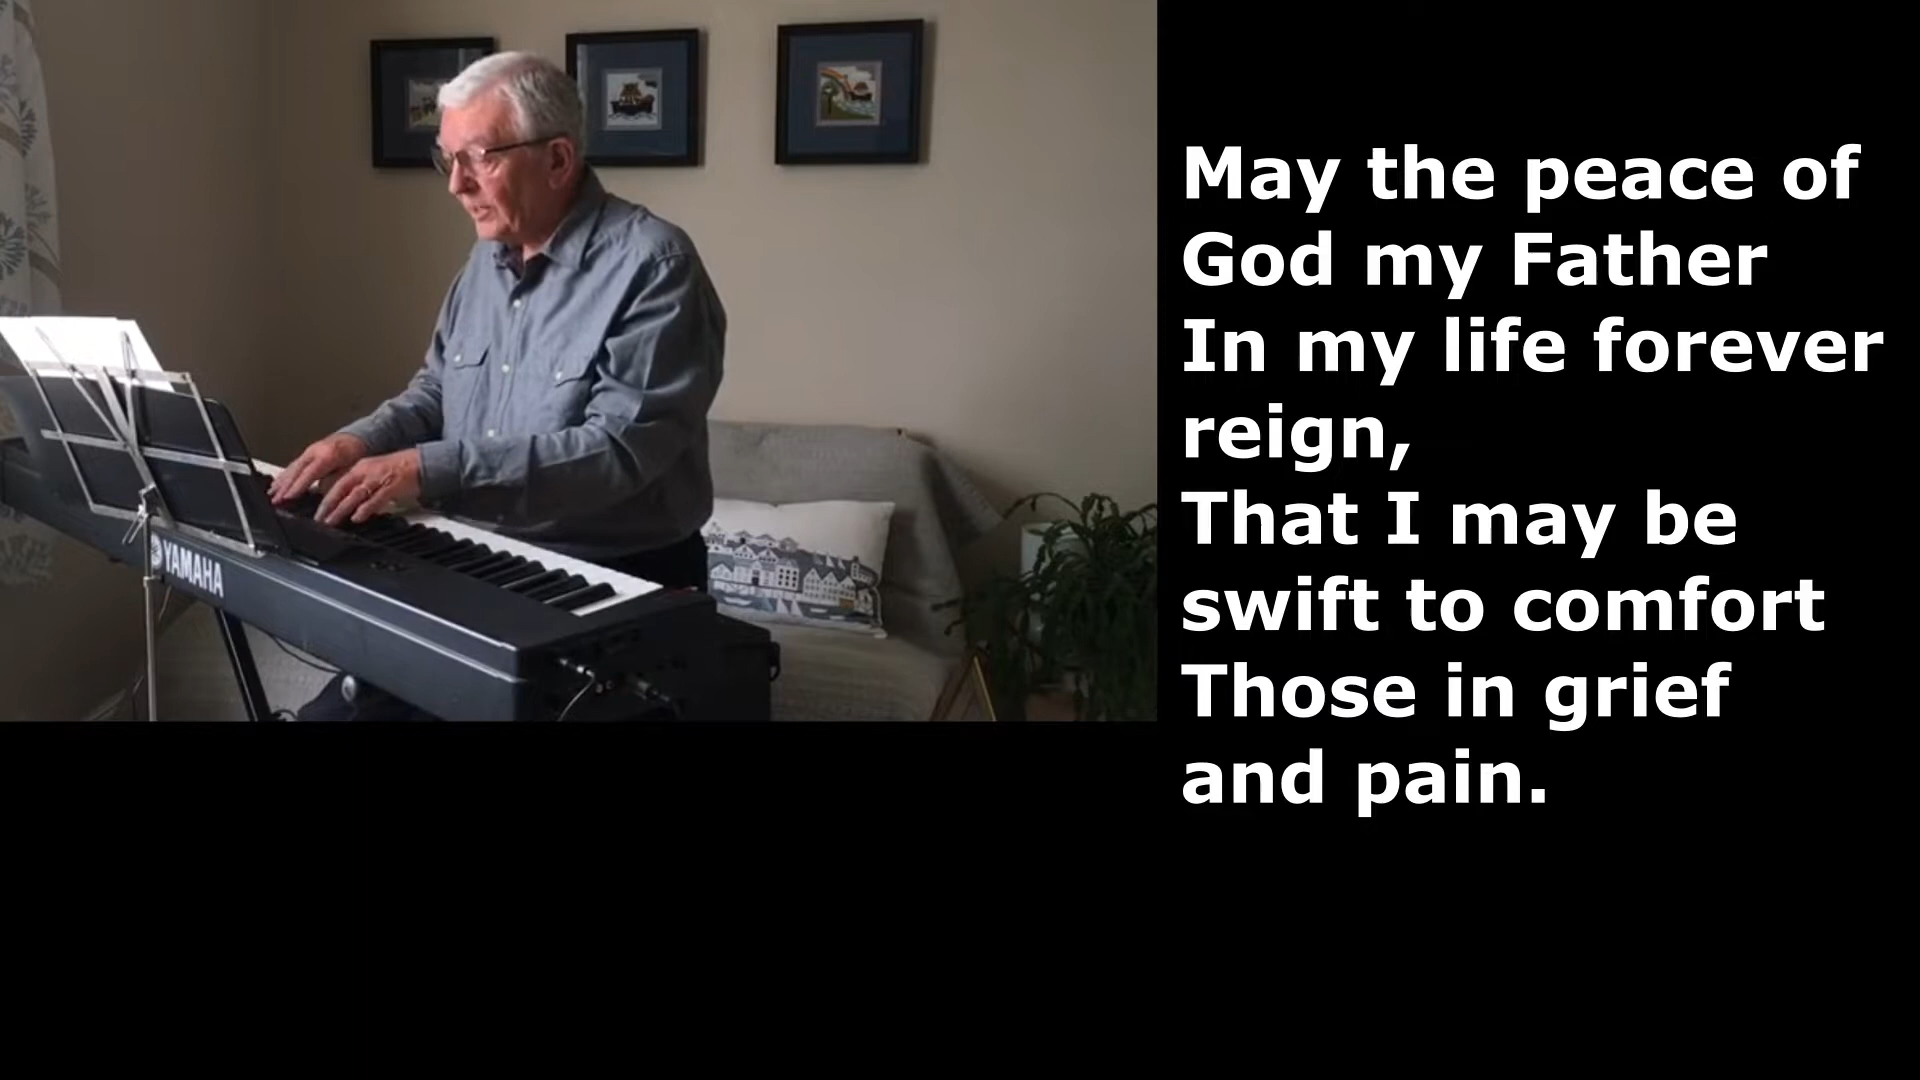 May the peace of
God my Father
In my life forever
reign,
That I may be
swift to comfort
Those in grief
and pain.
YAMAHA